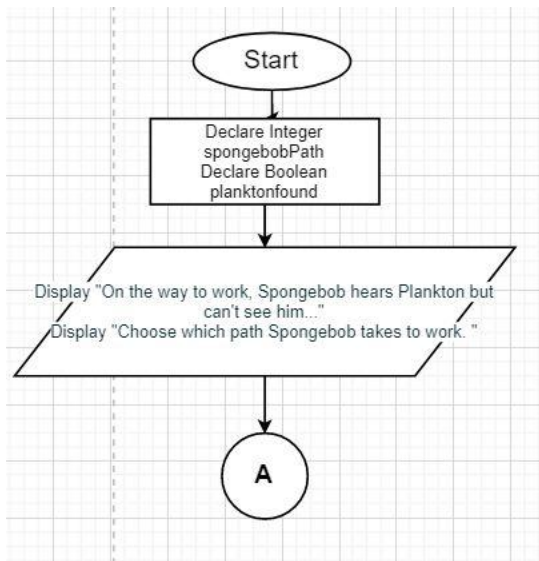 Start
Declare Integer
spongebobPath
Declare Boolean
planktonfound
Display "On the way to work, Spongebob hears Plankton but
can't see him..."
Display "Choose which path Spongebob takes to work. "
A